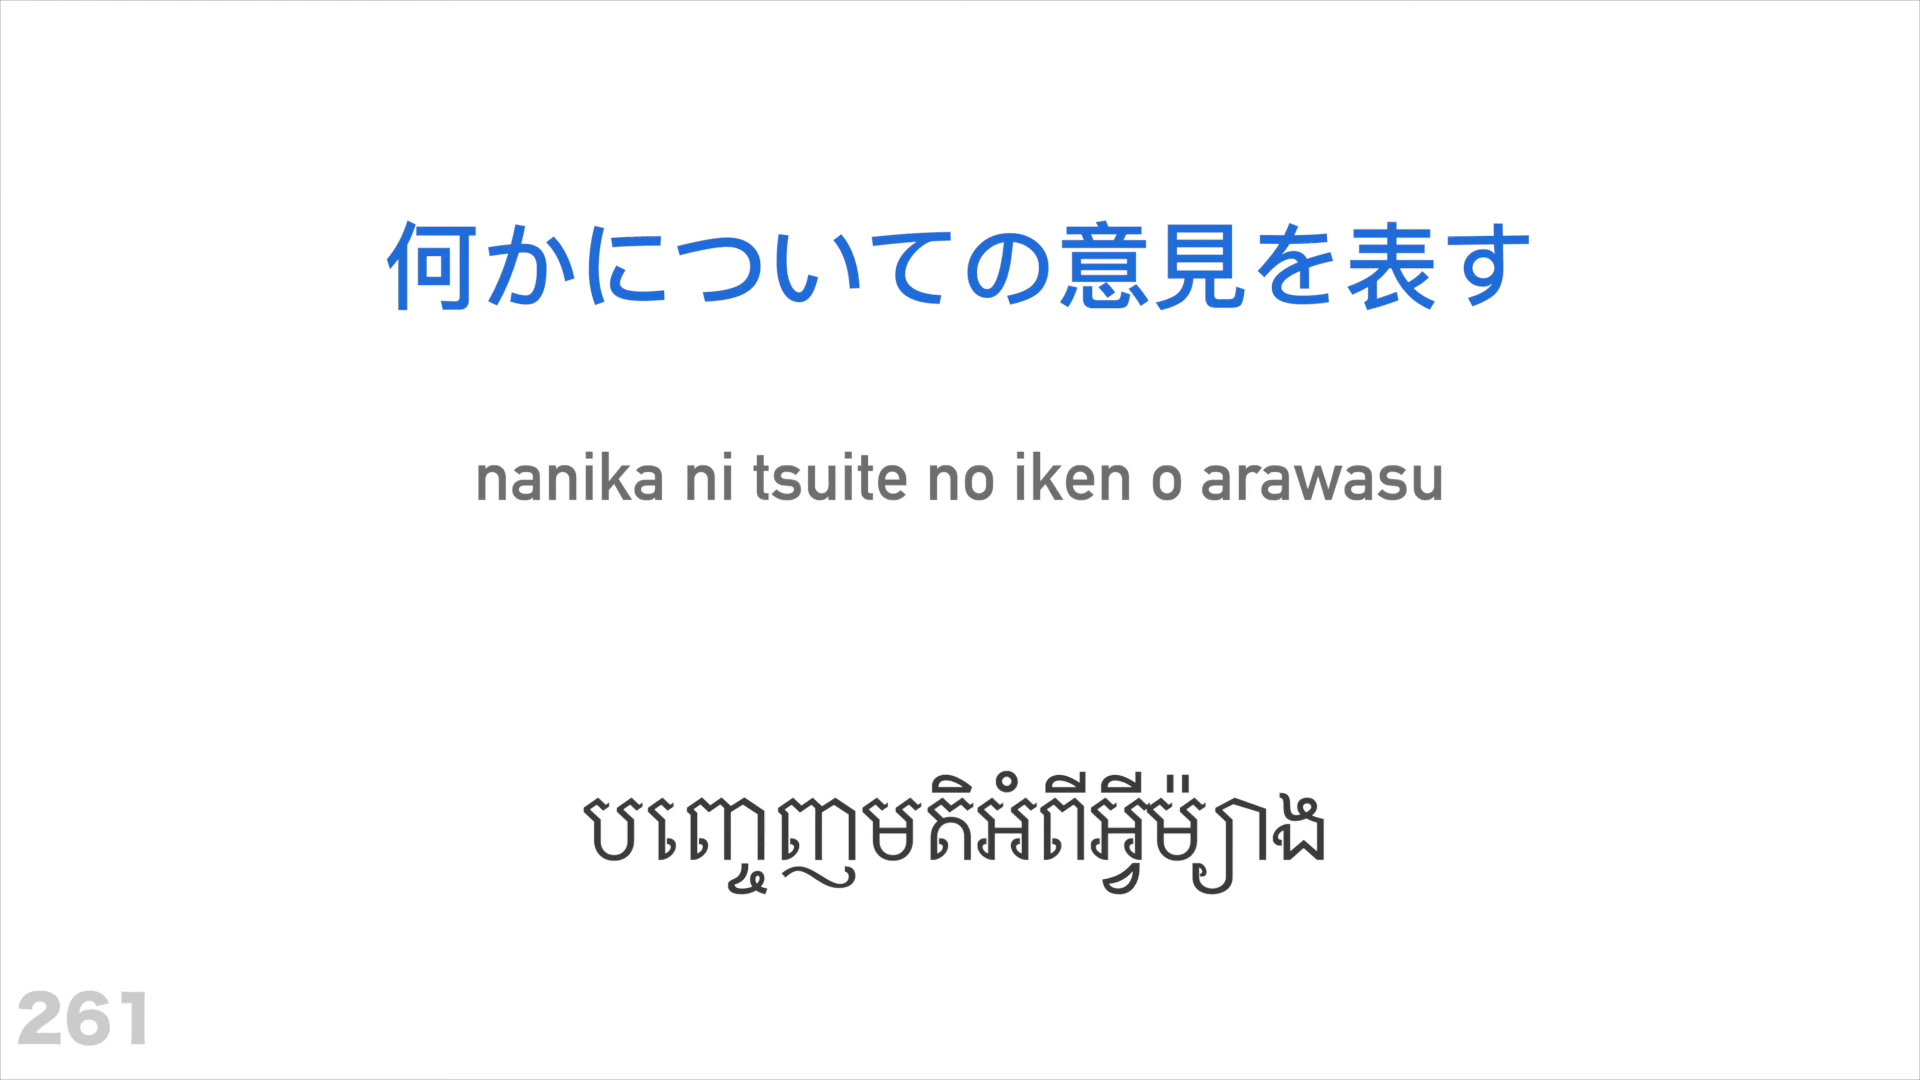 何かについての意見を表す
nanika ni tsuite no iken o arawasu
បញ្ចេញមតិអំពីអ្វីម៉្យាង
261